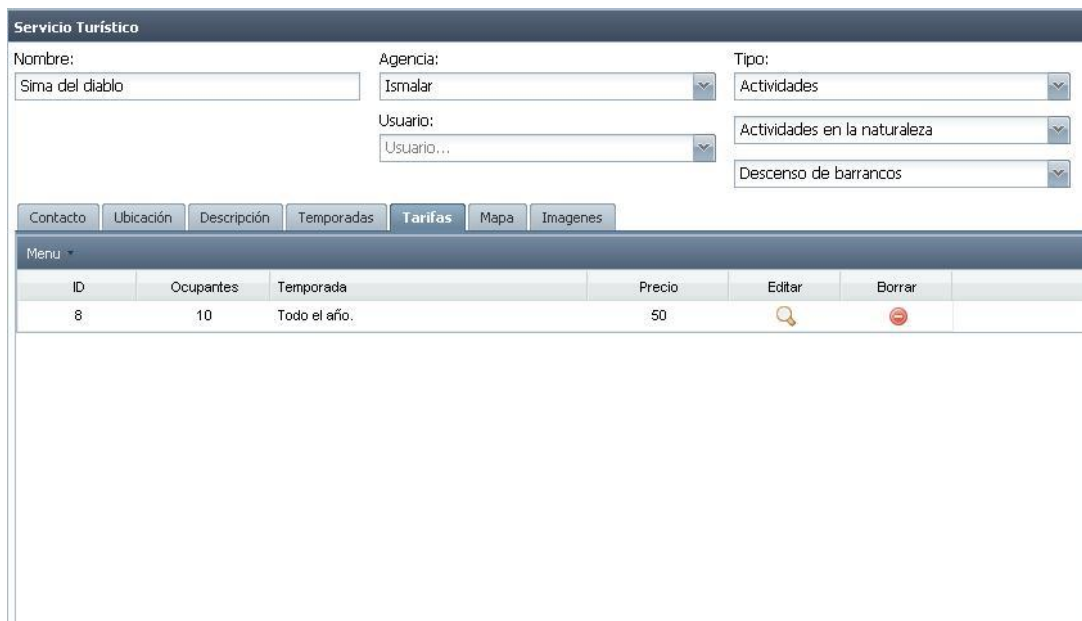 Servicio Turístico
Nombre: Agencia: Tipo:
Sima del diablo Ismalar Actividades
Usuario: Actividades en la naturaleza
Usuario...
Descenso de barrancos
Contacto Ubicación Descripción Temporadas Tarifas Mapa Imagenes
Menu
ID Ocupantes Temporada Precio Editar Borrar
8 10 Todo el año. 50